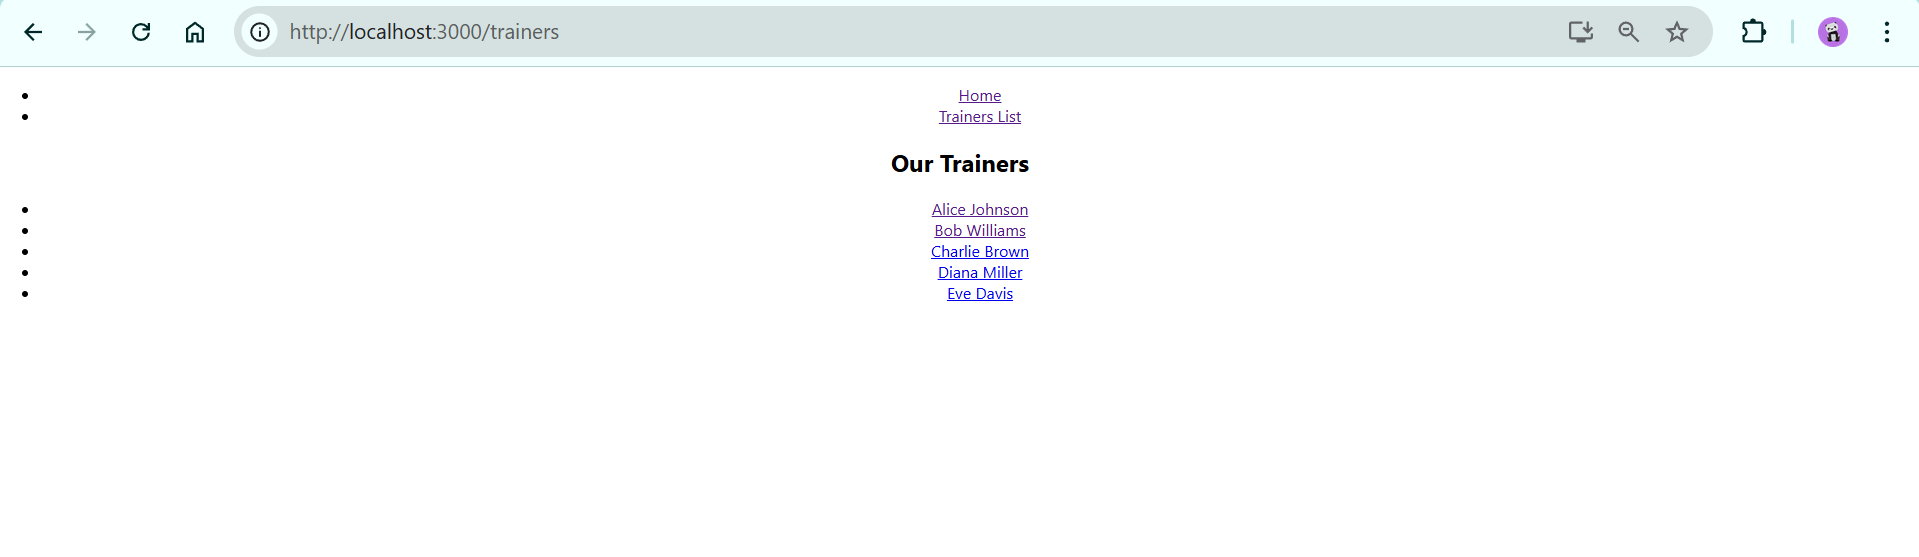 http://localhost:3000/trainers
Home
Trainers List
Our Trainers
Alice Johnson
Bob Williams
Charlie Brown
Diana Miller
Eve Davis